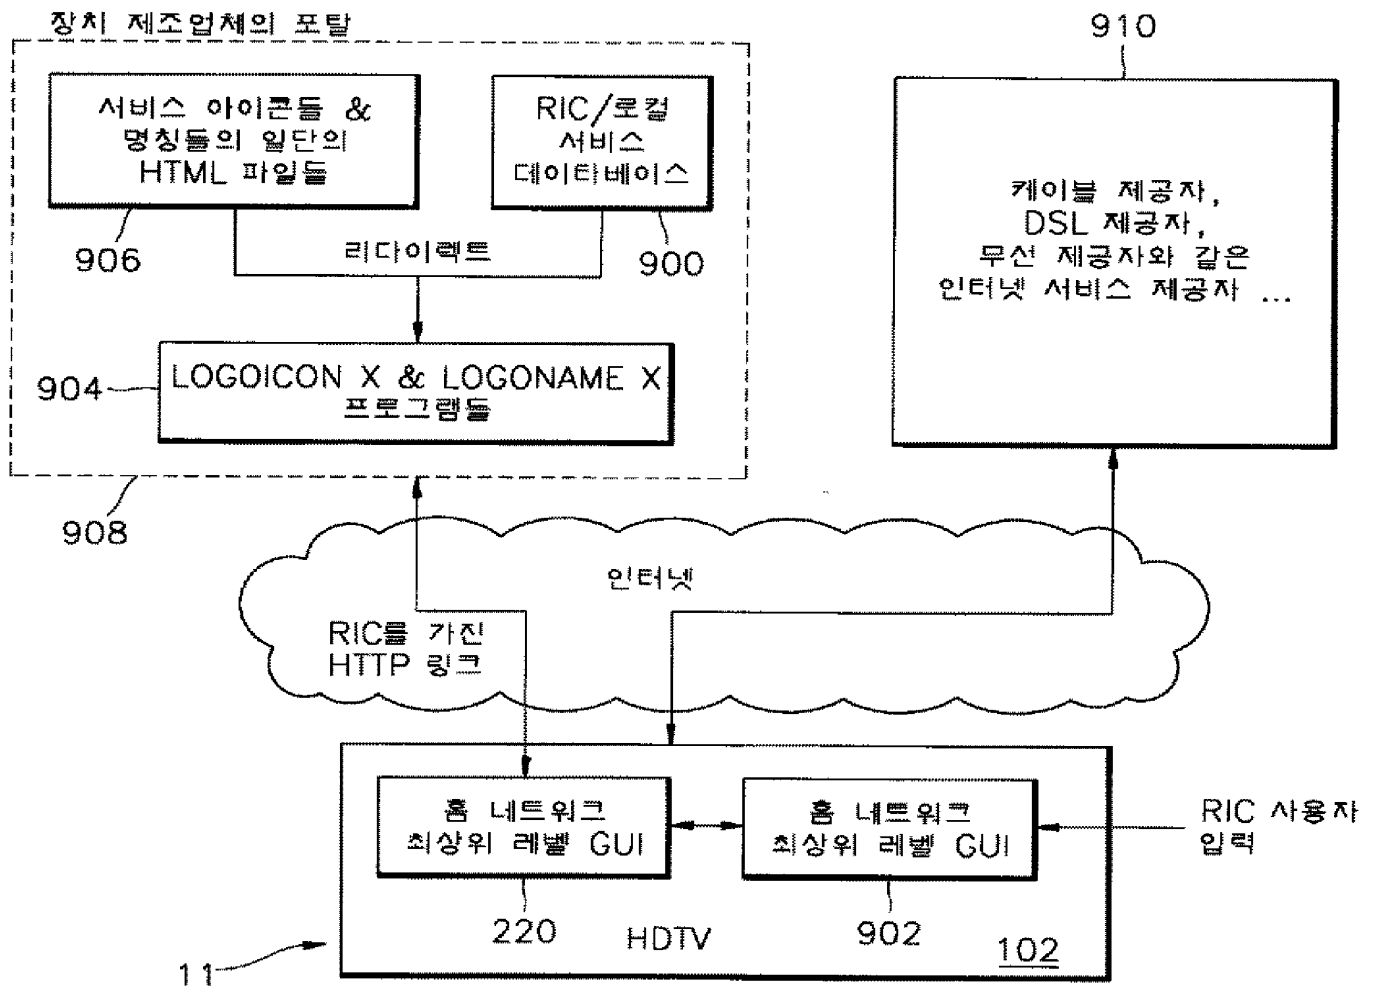 장치 제조업체의 포탈
910
서비스 아이콘들 &
명칭들의 일단의
HTML 파일들
RIC/로컬
서비스
데이타베이스
906
900
리다이렉트
케이블 제공자,
DSL 제공자,
무선 제공자와 같은
인터넷 서비스 제공자 ...
904
LOGOICON X & LOGONAME X
프로그램들
908
인터넷
RIC를 가진
HTTP 링크
홈 네트워크
최상위 레벨 GUI
홈 네트워크
최상위 레벨 GUI
RIC 사용자
입력
220
HDTV
902
102
11